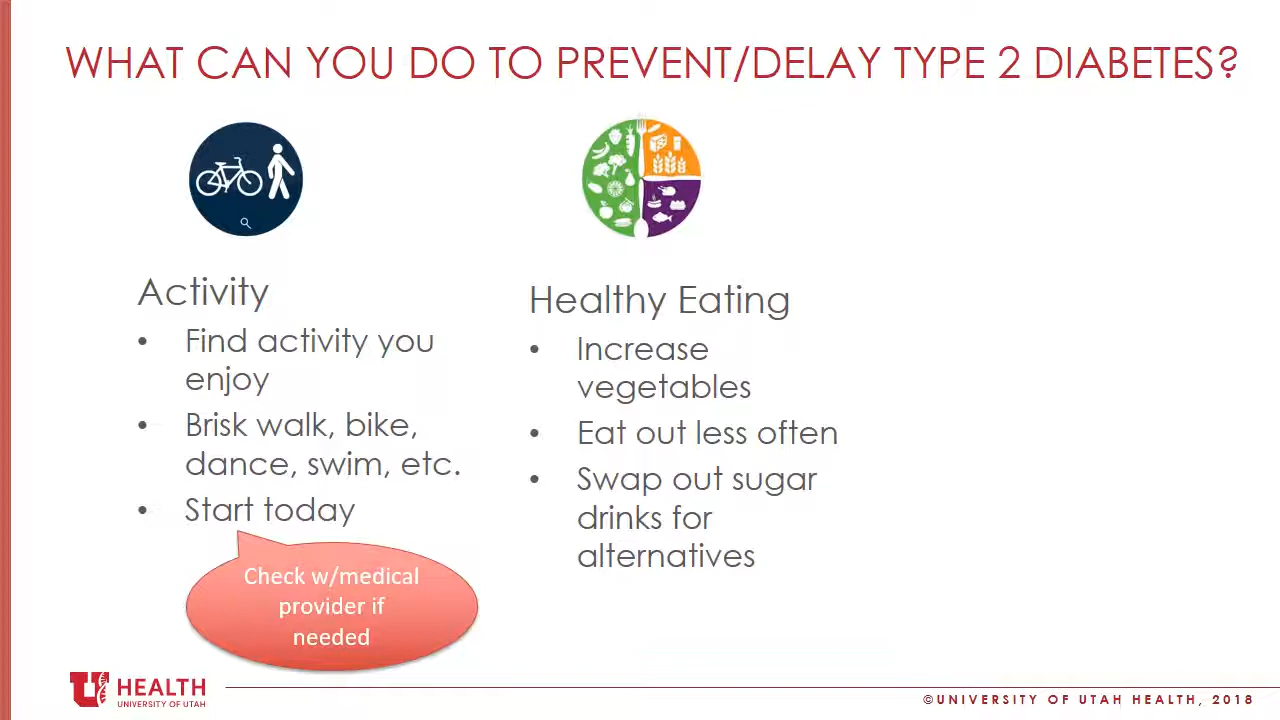 WHAT CAN YOU DO TO PREVENT/DELAY TYPE 2 DIABETES?
Activity
• Find activity you
enjoy
• Brisk walk, bike,
dance, swim, etc.
• Start today
Check w/medical
provider if
needed
Healthy Eating
• Increase
vegetables
• Eat out less often
• Swap out sugar
drinks for
alternatives
U HEALTH
UNIVERSITY OF UTAH
©UNIVERSITY OF UTAH HEALTH, 2018